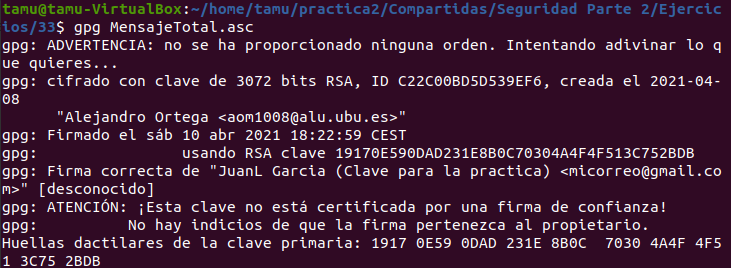 tamu@tamu-VirtualBox:~/home/tamu/practica2/Compartidas/Seguridad Parte 2/Ejercic
ios/33$ gpg MensajeTotal.asc
gpg: ADVERTENCIA: no se ha proporcionado ninguna orden. Intentando adivinar lo q
ue quieres...
gpg: cifrado con clave de 3072 bits RSA, ID C22C00BD5D539EF6, creada el 2021-04-
08
      "Alejandro Ortega <aom1008@alu.ubu.es>"
gpg: Firmado el sáb 10 abr 2021 18:22:59 CEST
gpg:                usando RSA clave 19170E590DAD231E8B0C70304A4F4F513C752BDB
gpg: Firma correcta de "JuanL Garcia (Clave para la practica) <micorreo@gmail.co
m>" [desconocido]
gpg: ATENCIÓN: ¡Esta clave no está certificada por una firma de confianza!
gpg:          No hay indicios de que la firma pertenezca al propietario.
Huellas dactilares de la clave primaria: 1917 0E59 0DAD 231E 8B0C  7030 4A4F 4F5
1 3C75 2BDB